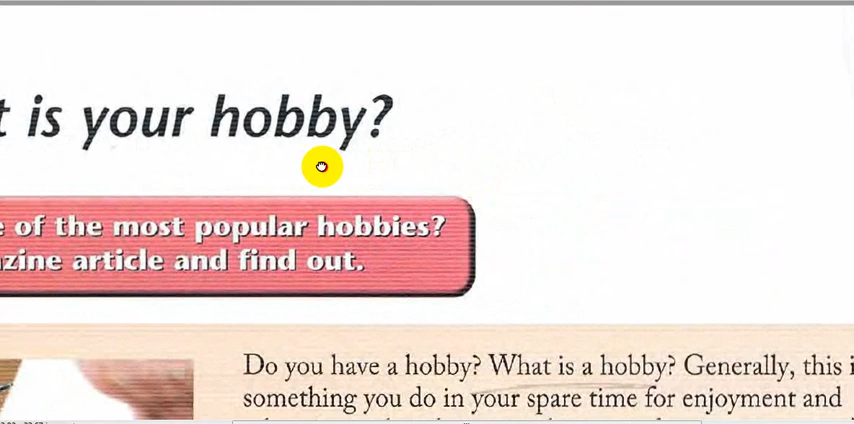 is your hobby?
of the most popular hobbies?
article and find out.
Do you have a hobby? What is a hobby? Generally, this
something you do in your spare time for enjoyment and